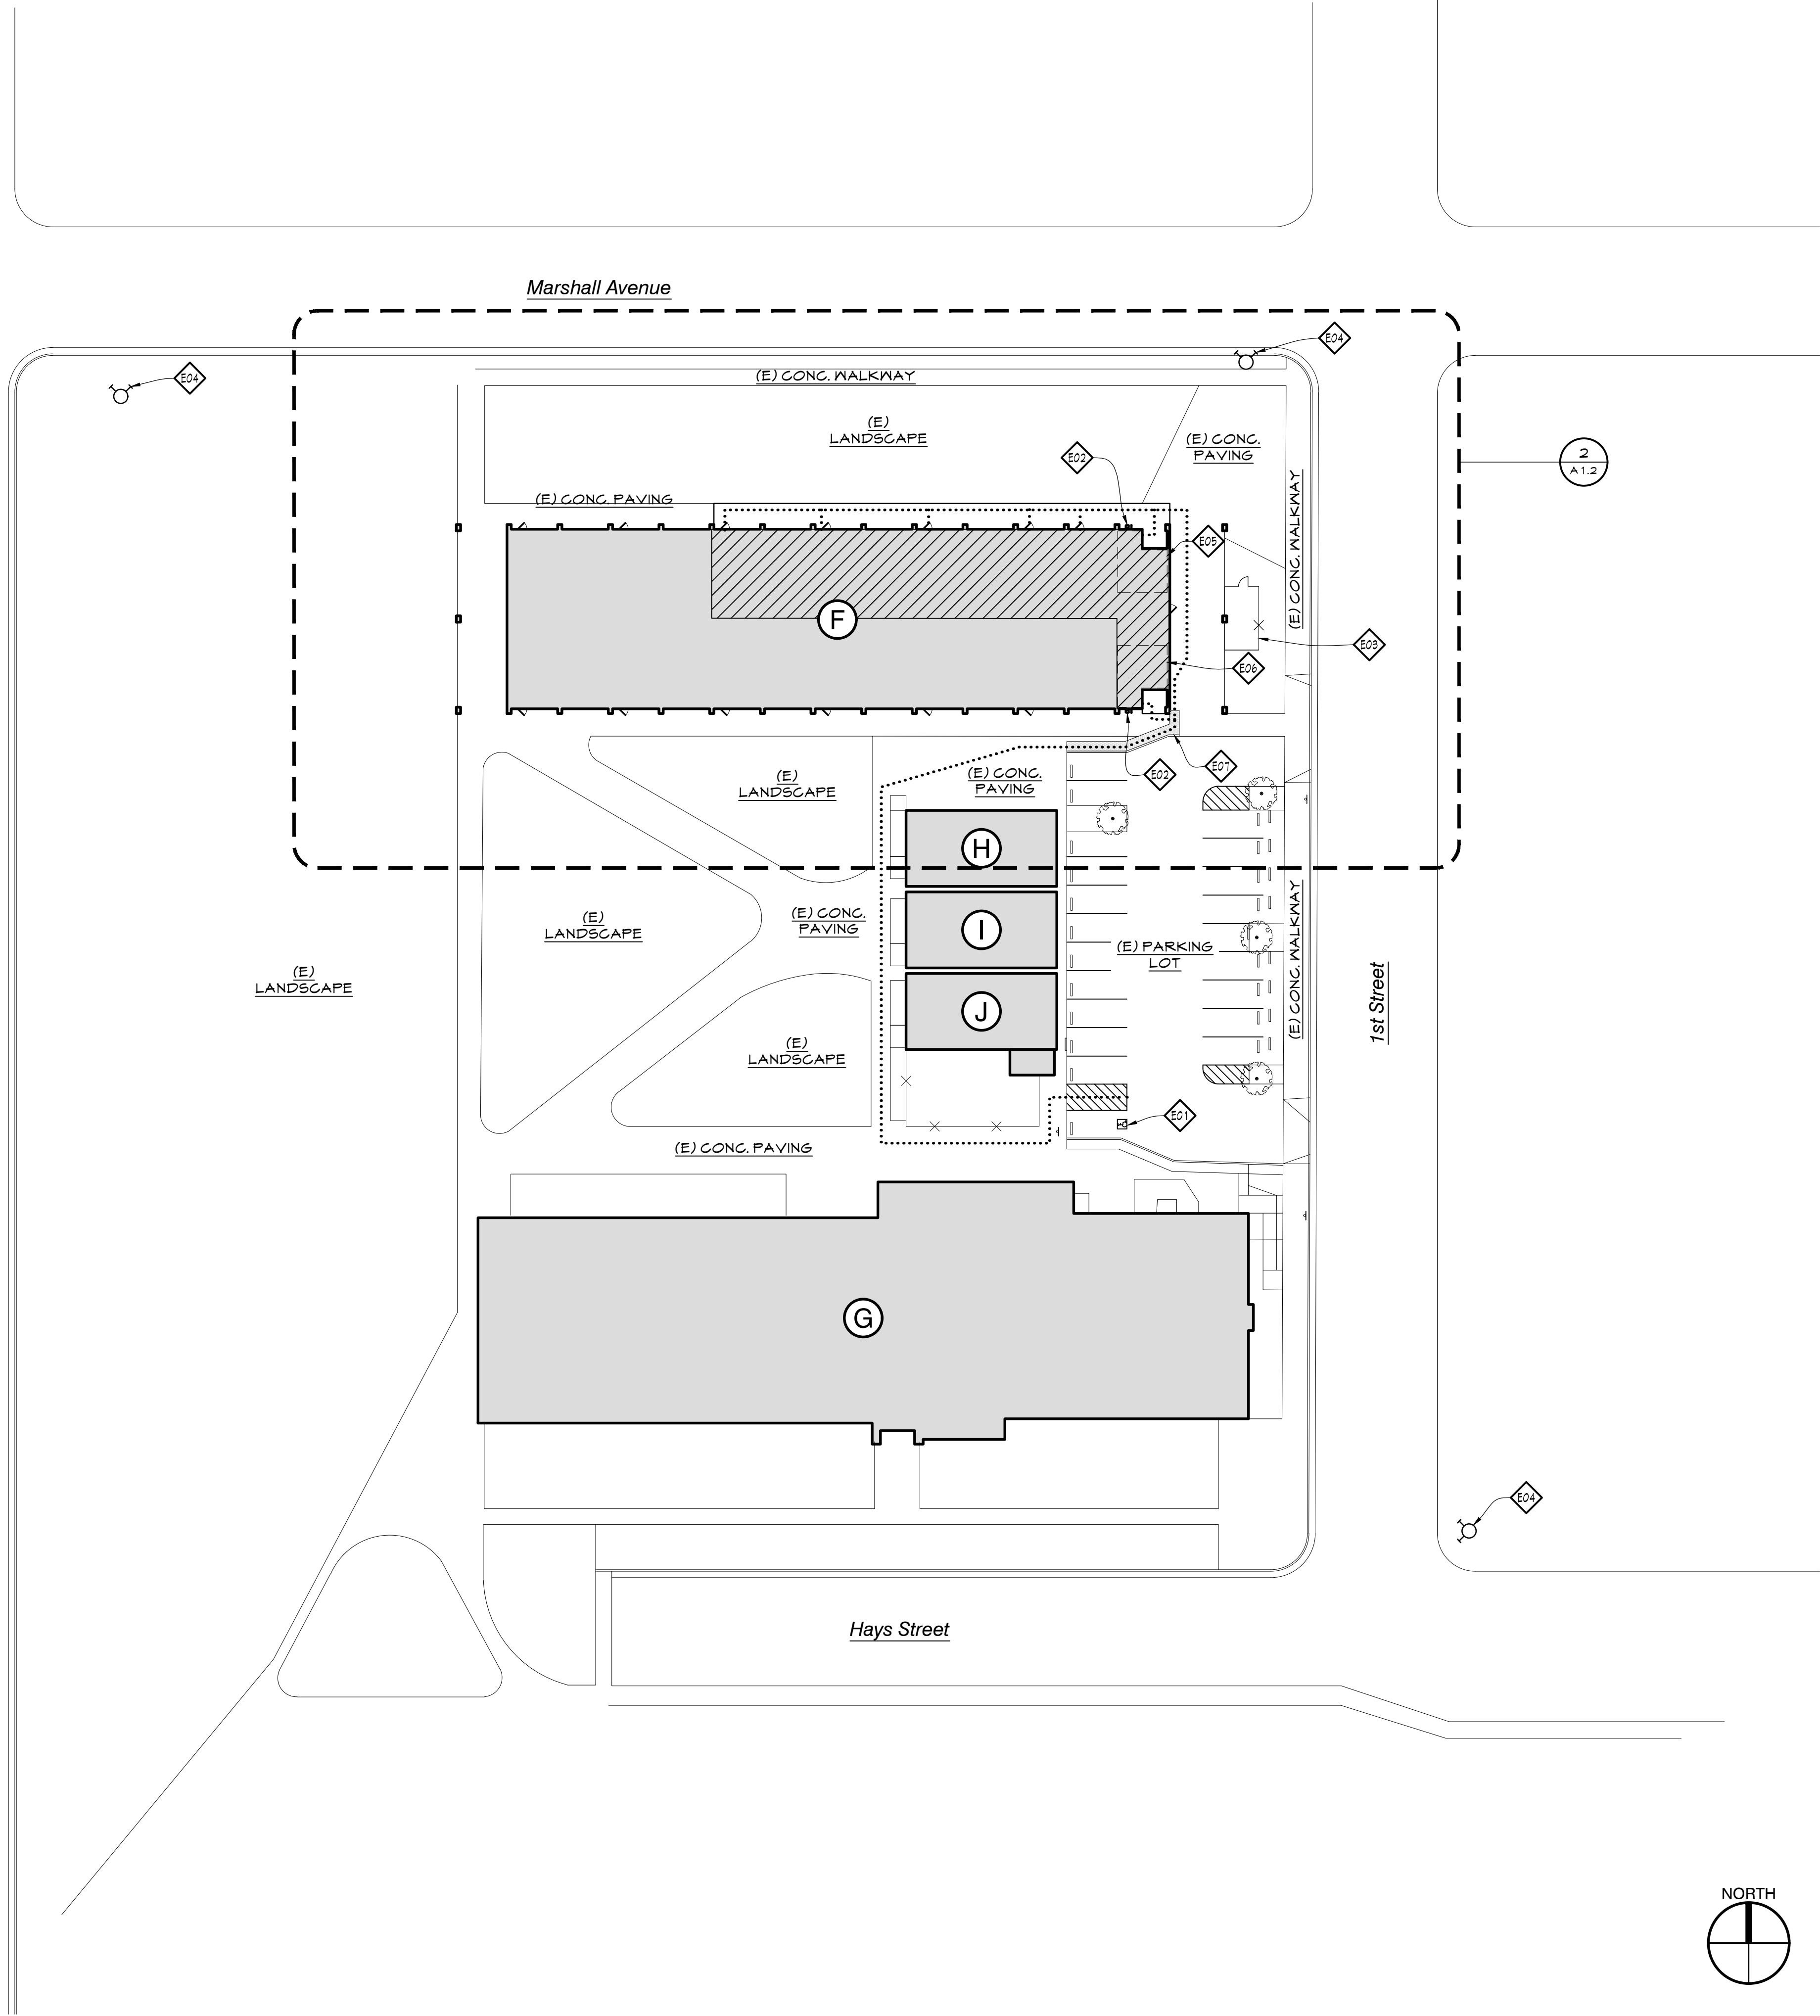 Marshall Avenue
E04
E04
(E) CONC. WALKWAY
(E)
LANDSCAPE
(E) CONC.
PAVING
E02
2
A1.2
(E) CONC. WALKWAY
(E) CONC. PAVING
E05
F
E03
E06
E07
E02
(E)
LANDSCAPE
(E) CONC.
PAVING
H
(E) CONC. WALKWAY
(E)
LANDSCAPE
(E) CONC.
PAVING
I
(E) PARKING
LOT
(E)
LANDSCAPE
1st Street
J
(E)
LANDSCAPE
E01
(E) CONC. PAVING
G
E04
Hays Street
NORTH